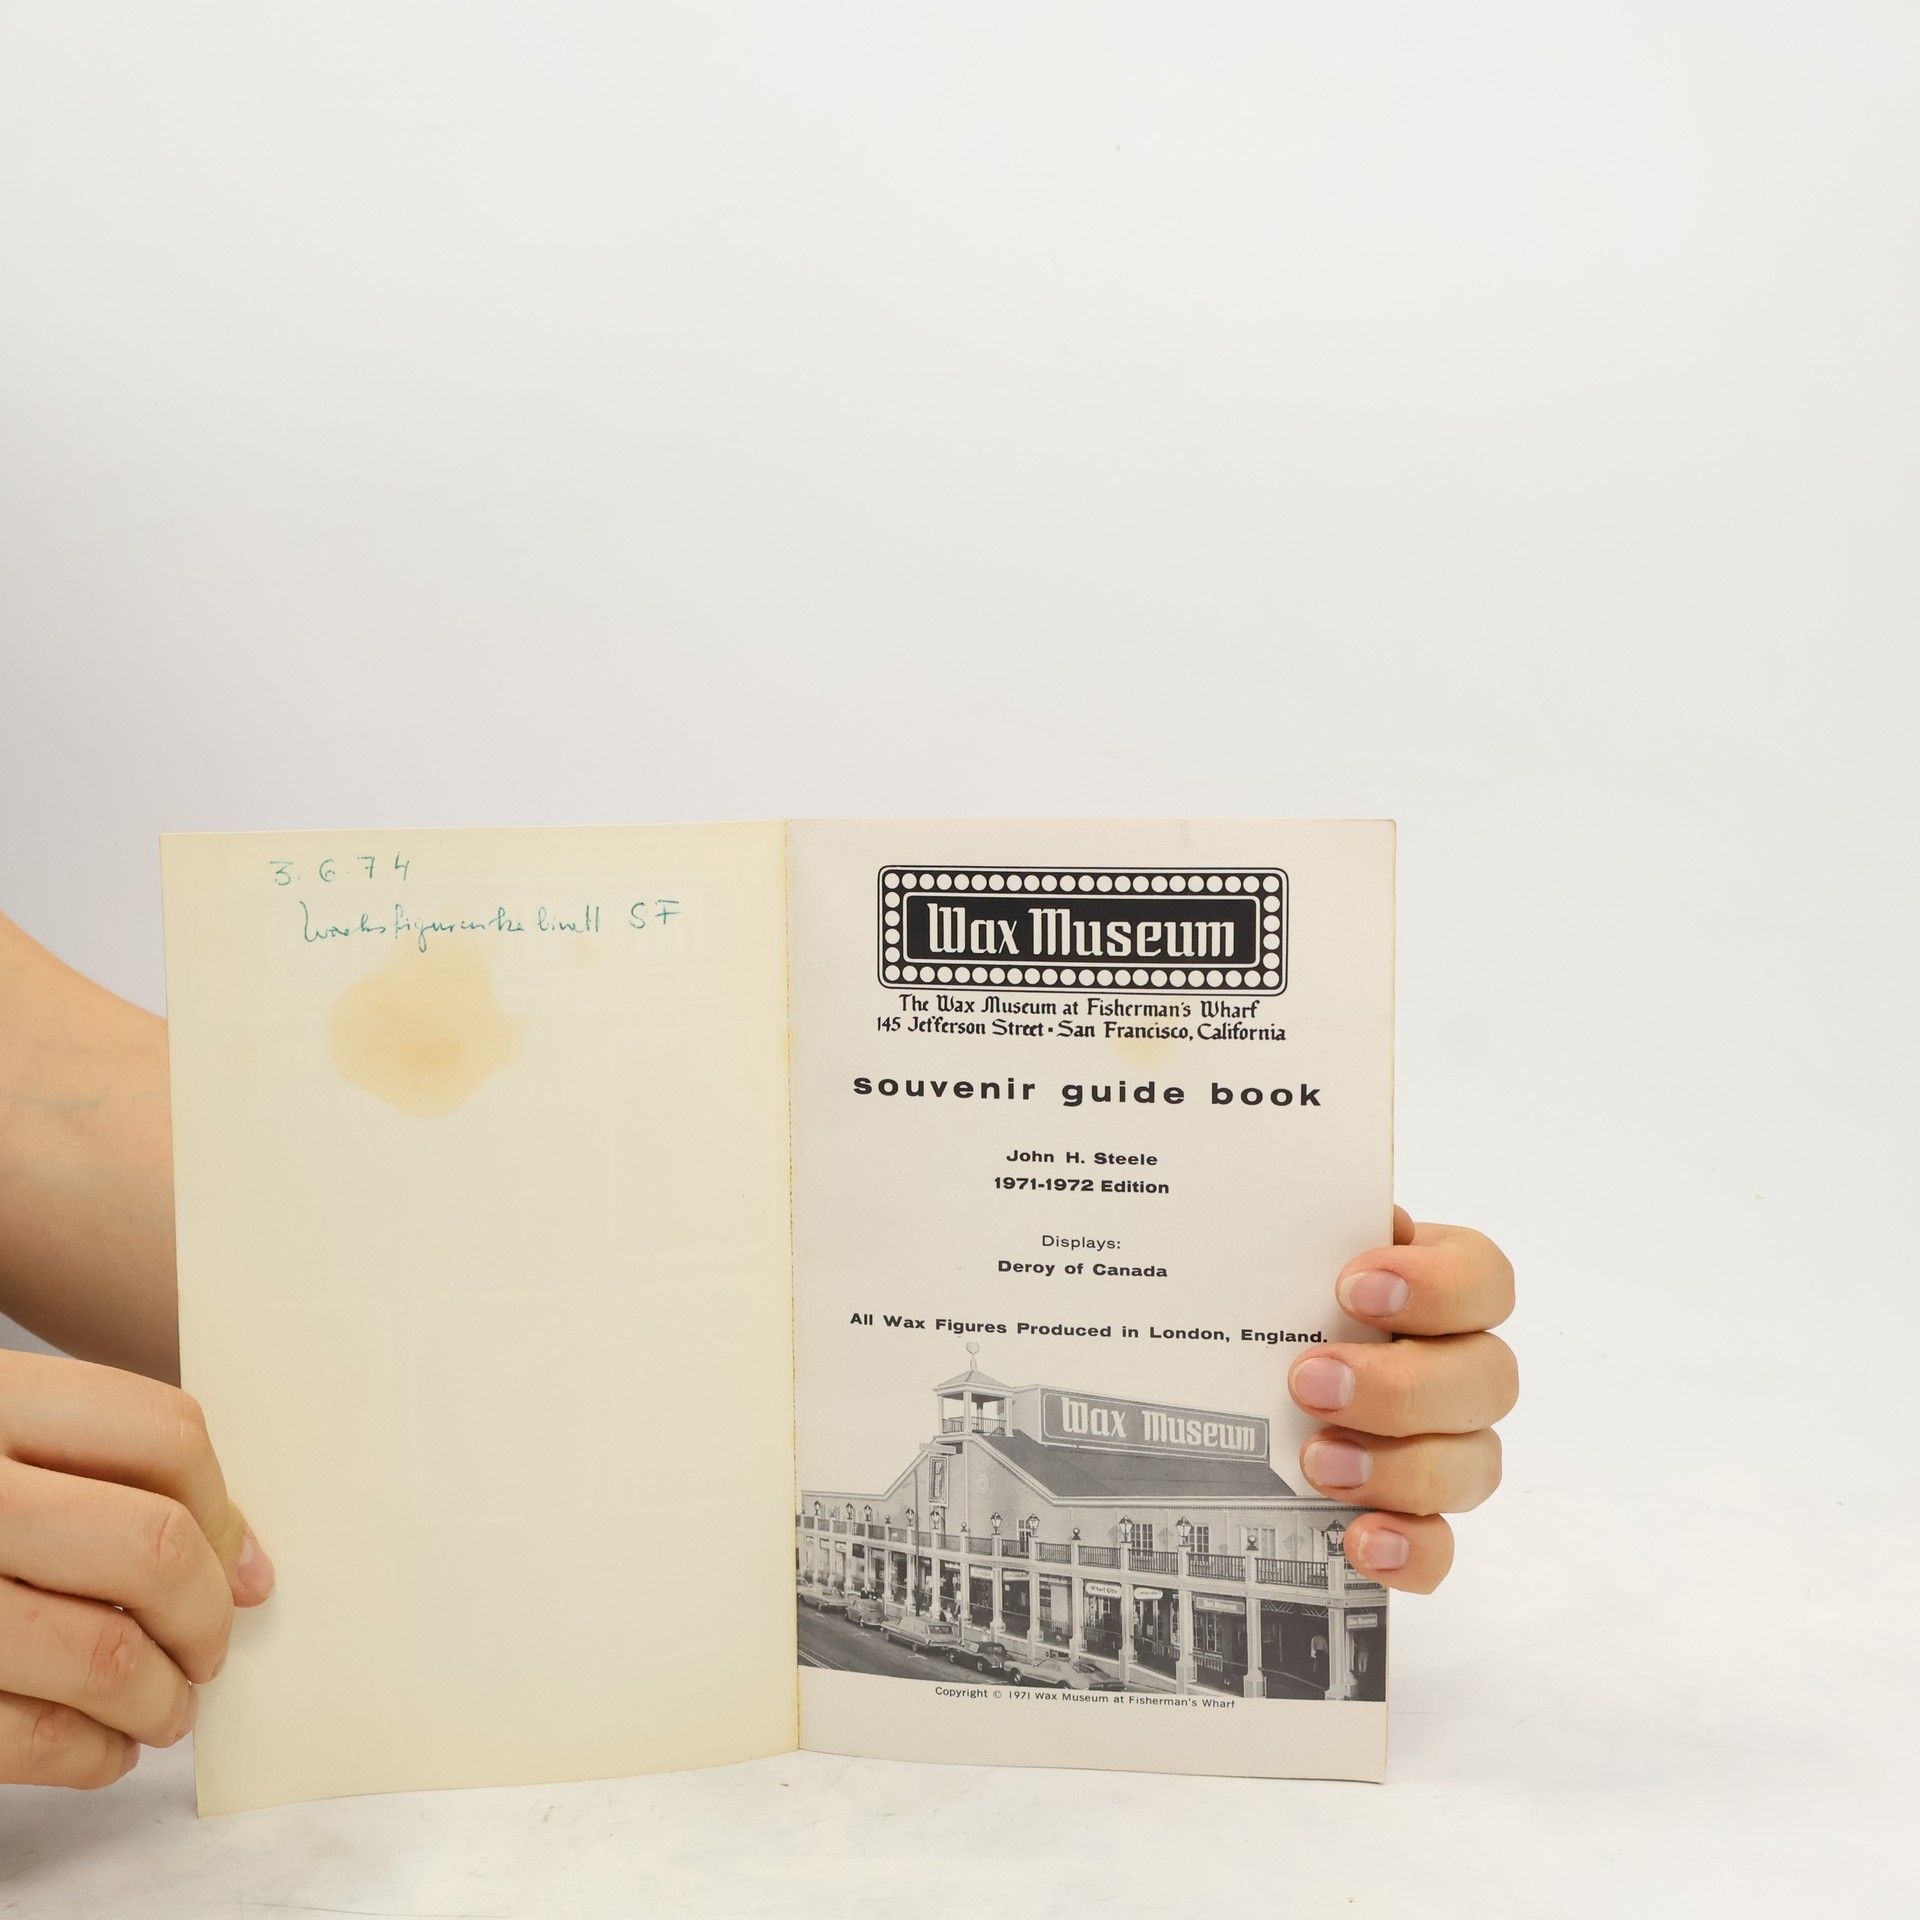 3. 6. 74
Wachsfigurenkabinett SF
Wax Museum
The Wax Museum at Fisherman's Wharf
145 Jefferson Street • San Francisco, California
souvenir guide book
John H. Steele
1971-1972 Edition
Displays:
Deroy of Canada
All Wax Figures Produced in London, England.
Wax Museum
Copyright © 1971 Wax Museum at Fisherman's Wharf